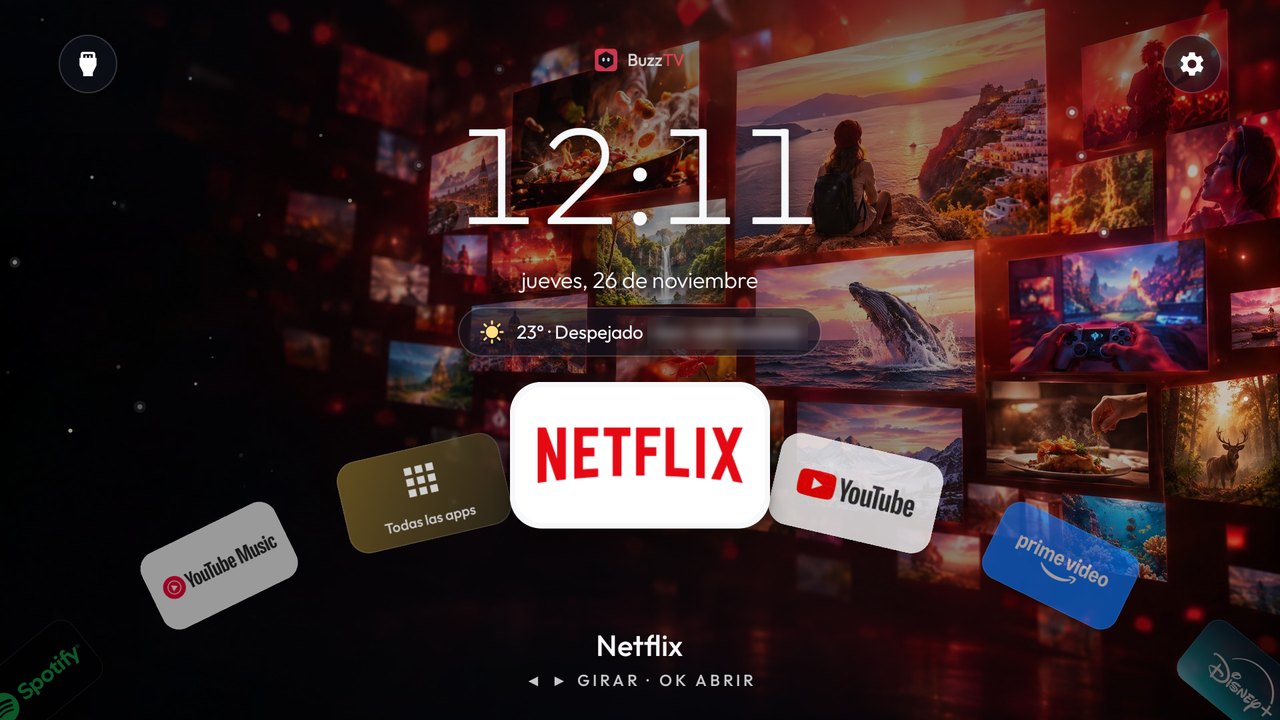 BuzzTV
12:11
jueves, 26 de noviembre
23° · Despejado
NETFLIX
Todas las apps
YouTube
YouTube Music
prime video
Spotify
Disney+
Netflix
◄ ► GIRAR · OK ABRIR